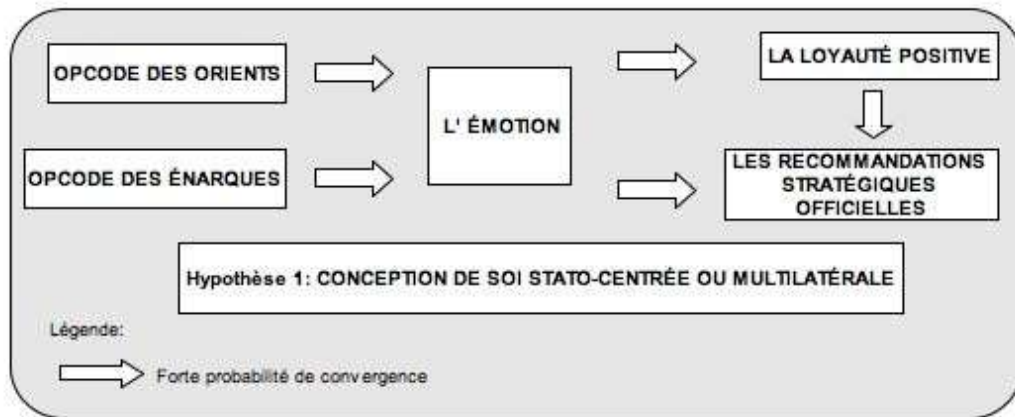 OPCODE DES ORIENTS
L' ÉMOTION
LA LOYAUTÉ POSITIVE
OPCODE DES ÉNARQUES
LES RECOMMANDATIONS
STRATÉGIQUES
OFFICIELLES
Hypothèse 1: CONCEPTION DE SOI STATO-CENTRÉE OU MULTILATÉRALE
Légende:
Forte probabilité de convergence